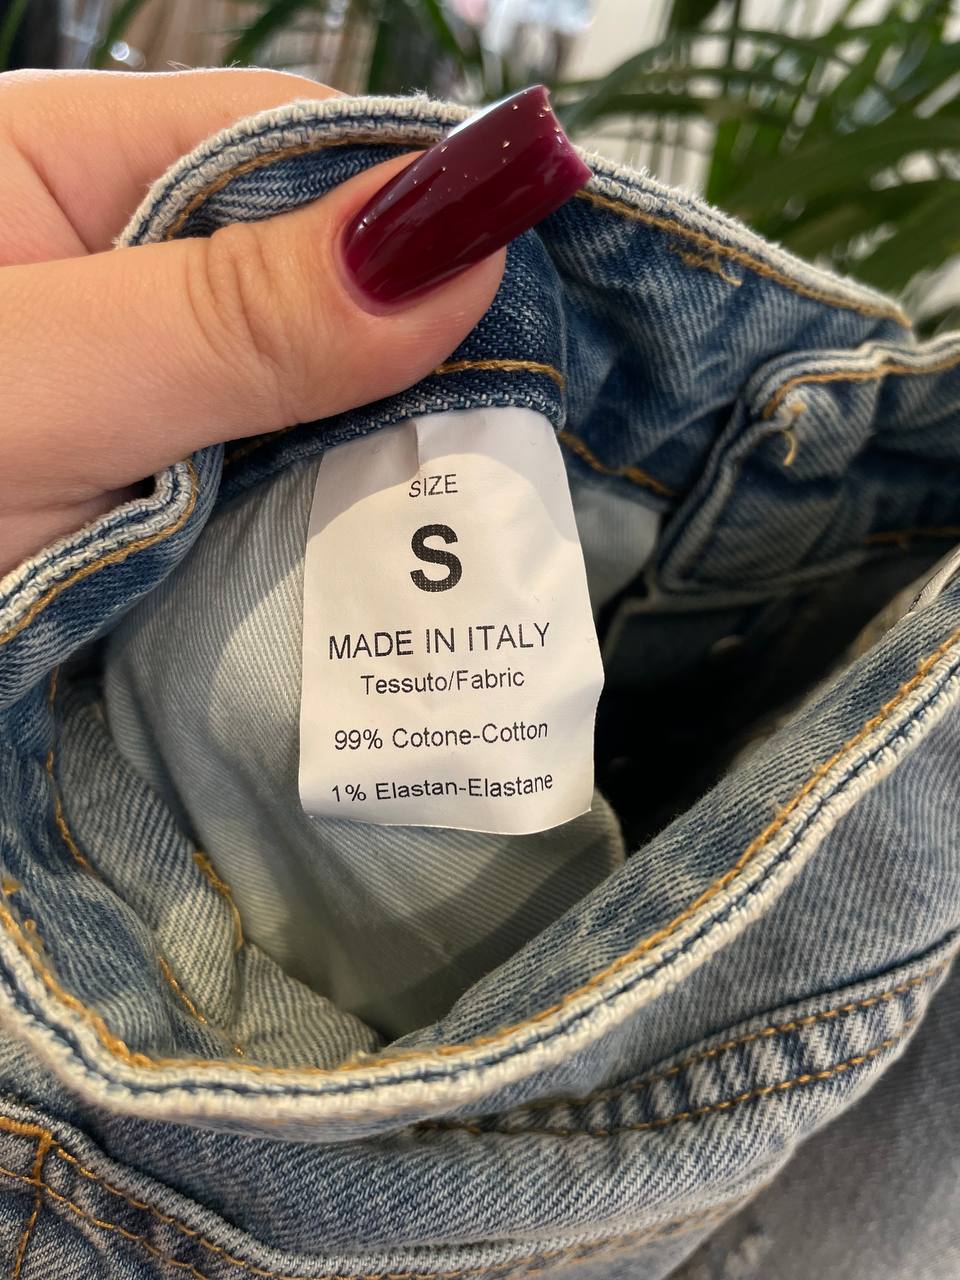 SIZE
S
MADE IN ITALY
Tessuto/Fabric
99% Cotone-Cotton
1% Elastan-Elastane